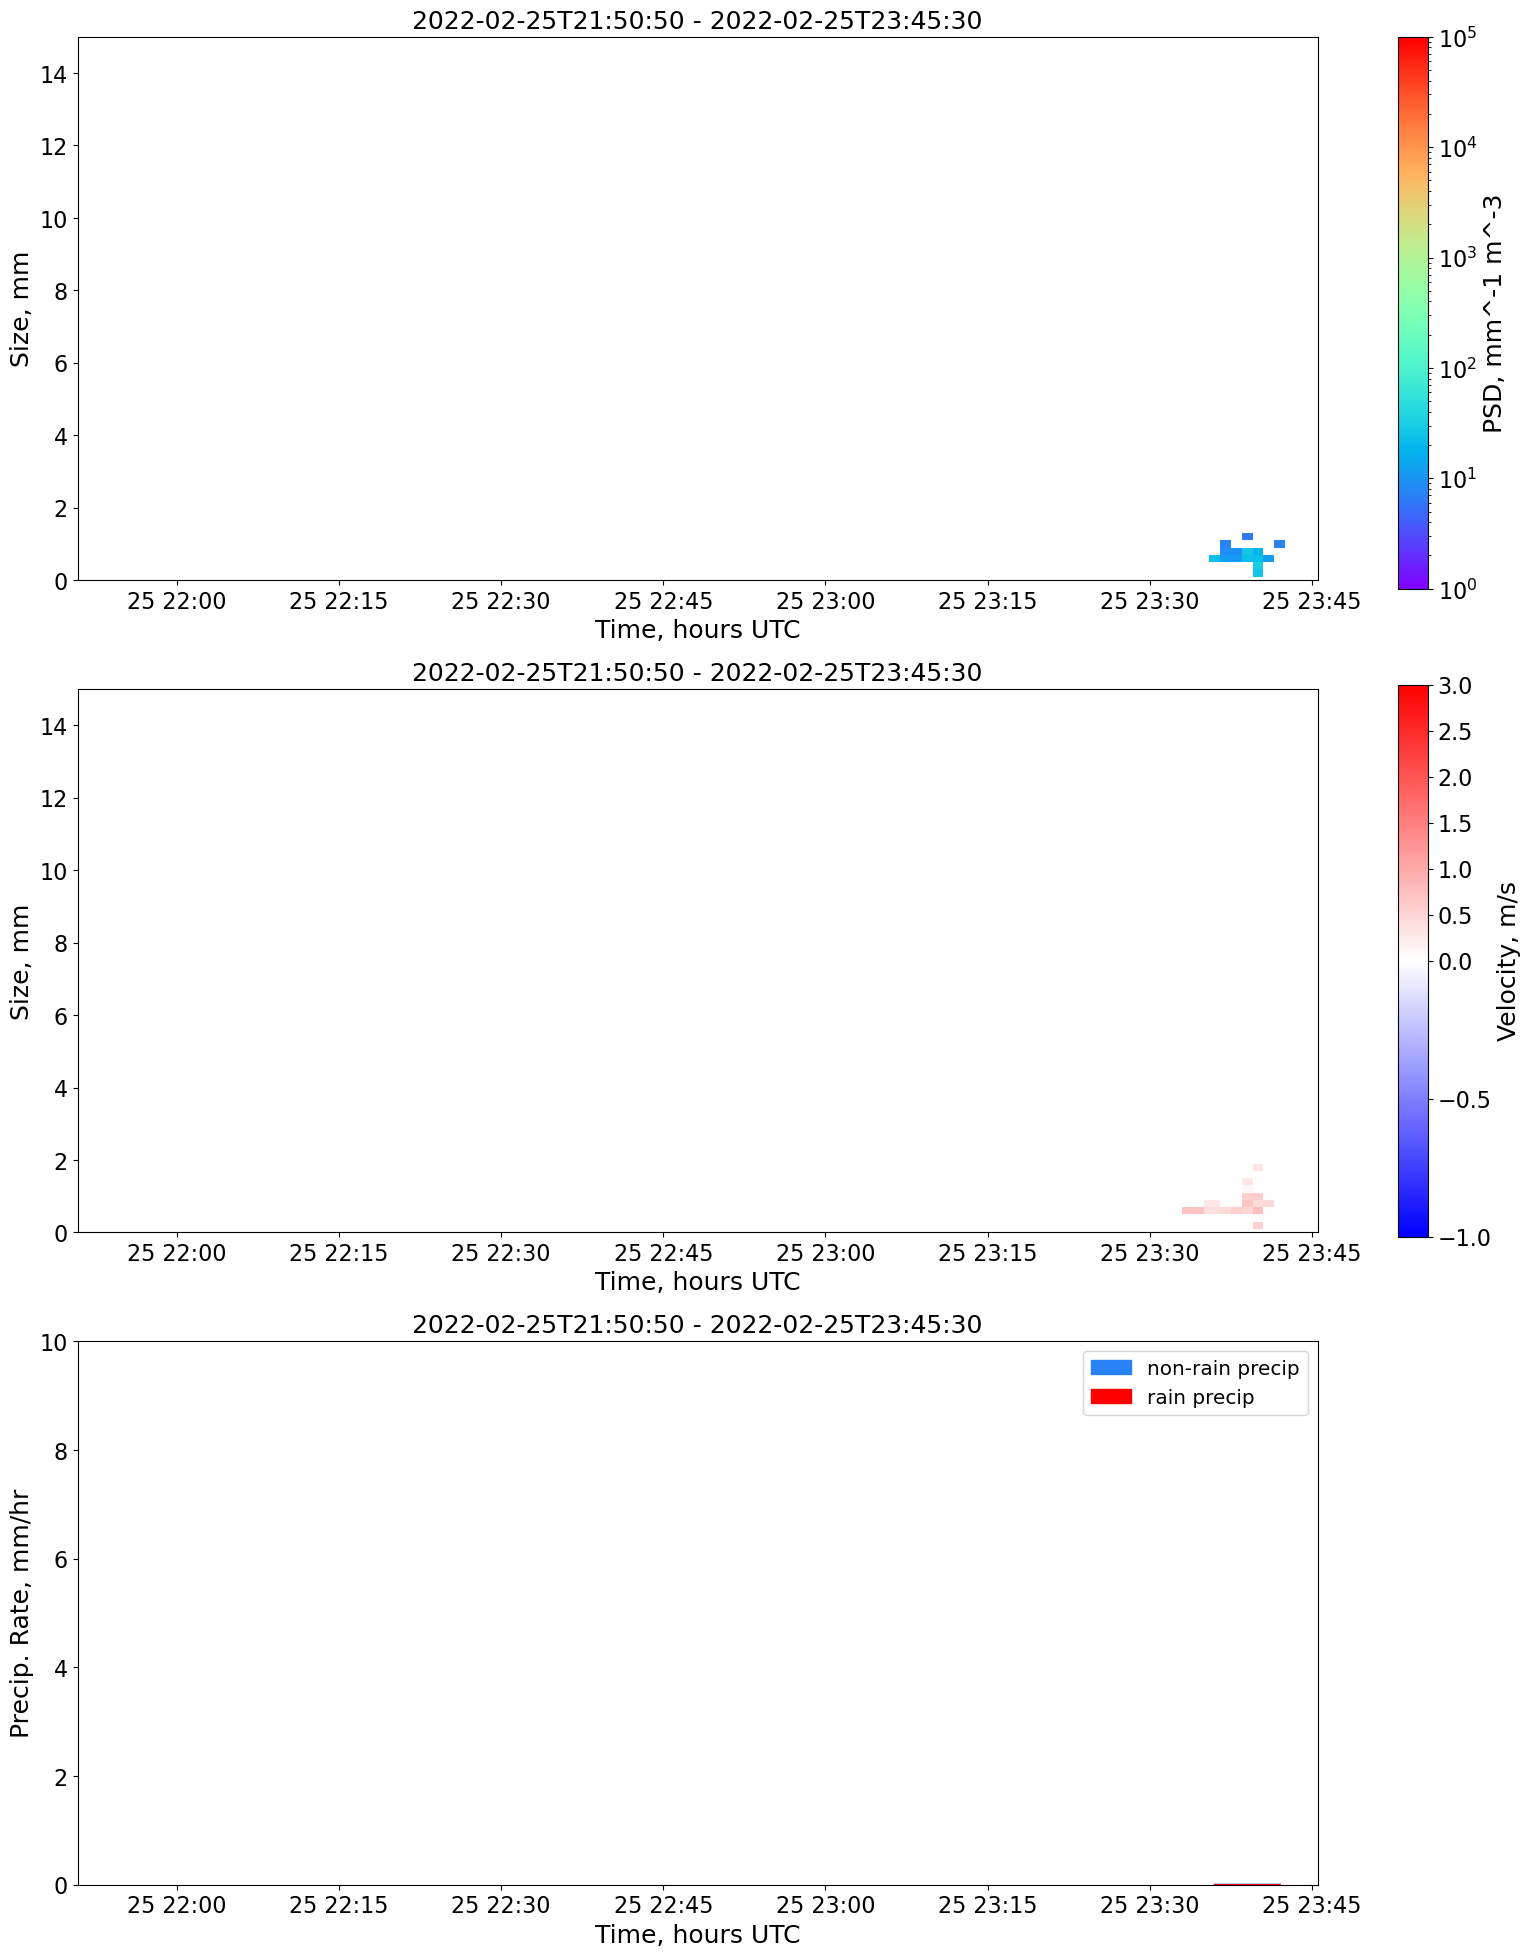 2022-02-25T21:50:50 - 2022-02-25T23:45:30
14
12
10
8
6
4
2
0
Size, mm
25 22:00 25 22:15 25 22:30 25 22:45 25 23:00 25 23:15 25 23:30 25 23:45
Time, hours UTC
10^5
10^4
10^3
10^2
10^1
10^0
PSD, mm^-1 m^-3
2022-02-25T21:50:50 - 2022-02-25T23:45:30
14
12
10
8
6
4
2
0
Size, mm
25 22:00 25 22:15 25 22:30 25 22:45 25 23:00 25 23:15 25 23:30 25 23:45
Time, hours UTC
3.0
2.5
2.0
1.5
1.0
0.5
0.0
−0.5
−1.0
Velocity, m/s
2022-02-25T21:50:50 - 2022-02-25T23:45:30
10
8
6
4
2
0
Precip. Rate, mm/hr
non-rain precip
rain precip
25 22:00 25 22:15 25 22:30 25 22:45 25 23:00 25 23:15 25 23:30 25 23:45
Time, hours UTC